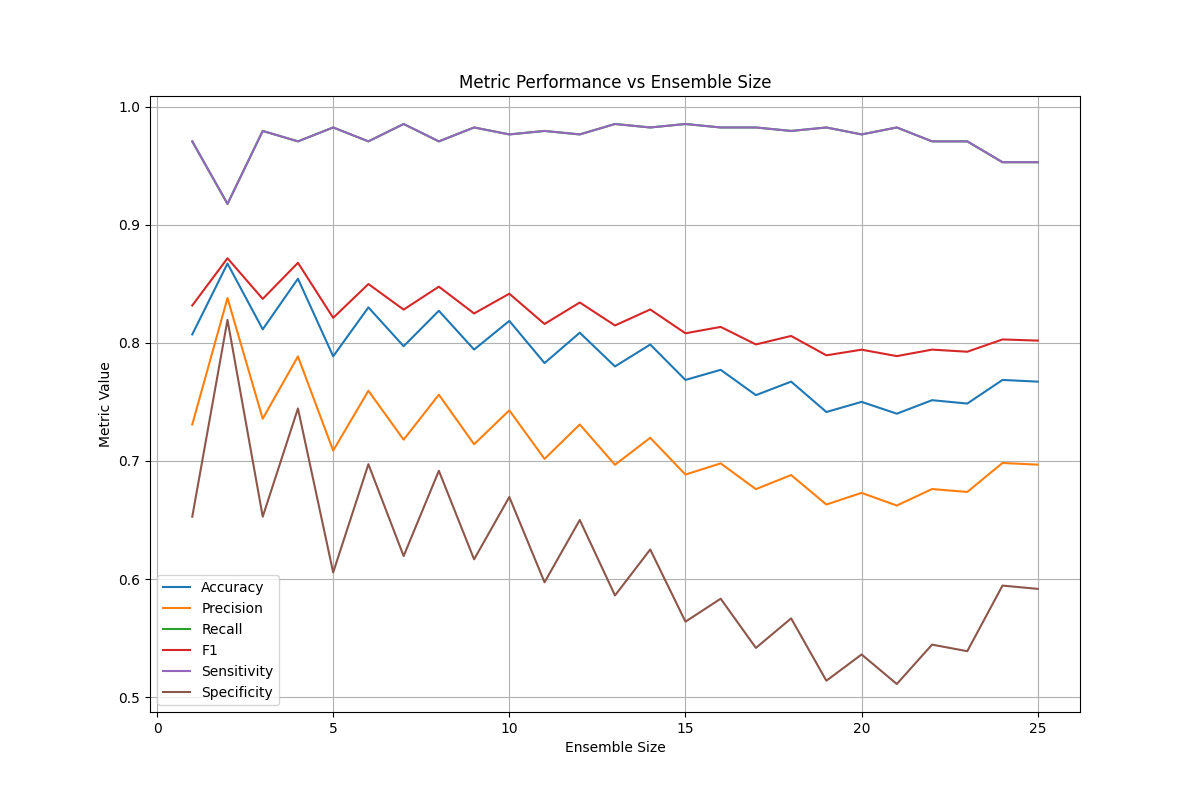 Metric Performance vs Ensemble Size
1.0
0.9
0.8
0.7
0.6
0.5
Metric Value
Accuracy
Precision
Recall
F1
Sensitivity
Specificity
0 5 10 15 20 25
Ensemble Size